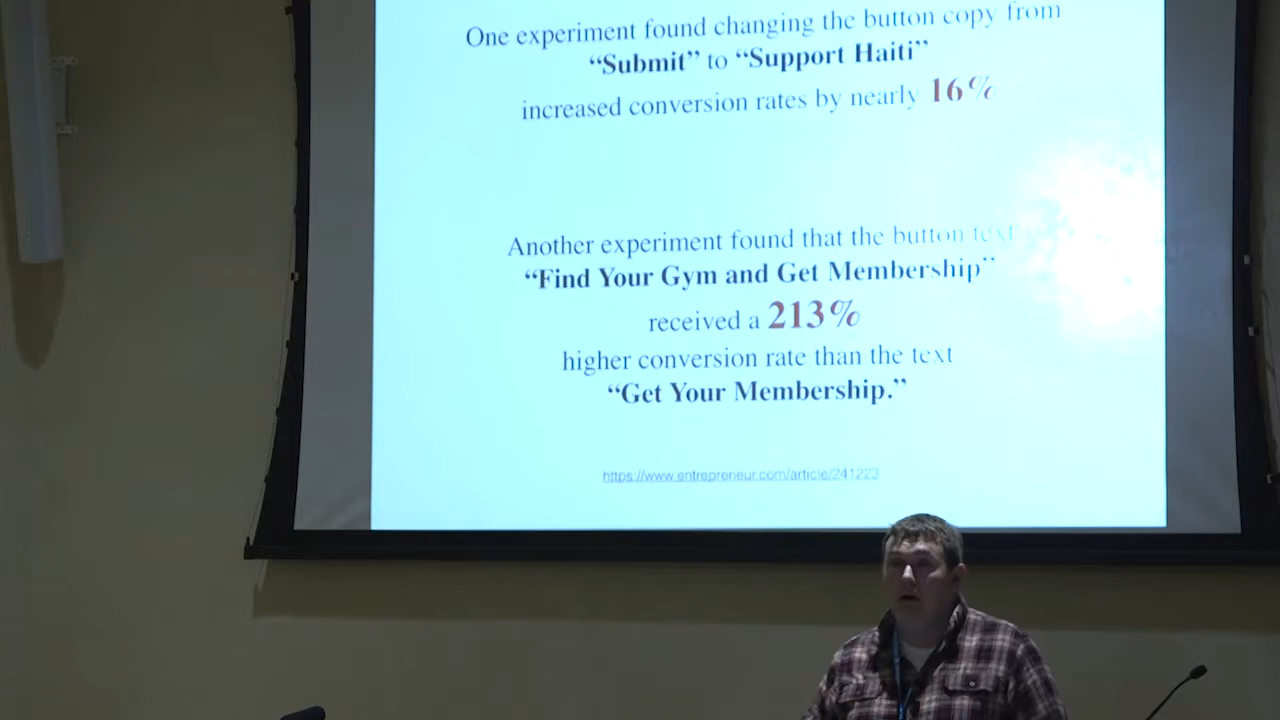 One experiment found changing the button copy from
“Submit” to “Support Haiti”
increased conversion rates by nearly 16%
Another experiment found that the button text
“Find Your Gym and Get Membership”
received a 213%
higher conversion rate than the text
“Get Your Membership.”
https://www.entrepreneur.com/article/241223